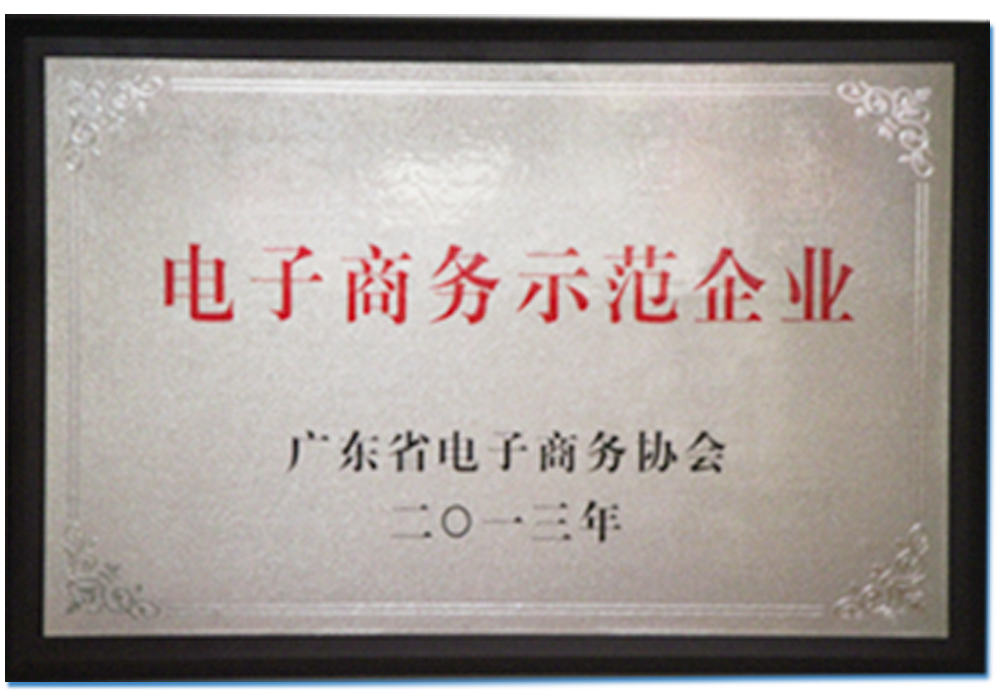 电子商务示范企业
广东省电子商务协会
二〇一三年